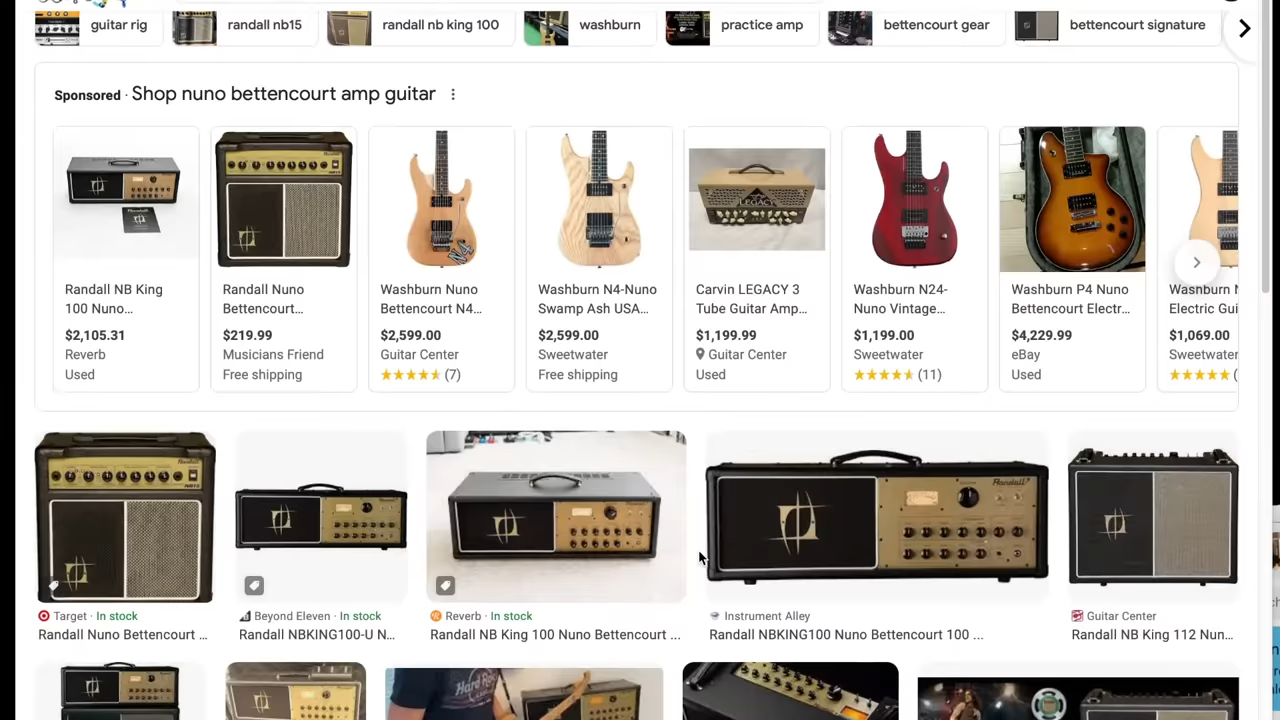 guitar rig
randall nb15
randall nb king 100
washburn
practice amp
bettencourt gear
bettencourt signature
Sponsored · Shop nuno bettencourt amp guitar
Randall NB King
100 Nuno…
$2,105.31
Reverb
Used
Randall Nuno
Bettencourt…
$219.99
Musicians Friend
Free shipping
Washburn Nuno
Bettencourt N4…
$2,599.00
Guitar Center
(7)
Washburn N4-Nuno
Swamp Ash USA…
$2,599.00
Sweetwater
Free shipping
LEGACY
Carvin LEGACY 3
Tube Guitar Amp…
$1,199.99
Guitar Center
Used
Washburn N24-
Nuno Vintage…
$1,199.00
Sweetwater
(11)
Washburn P4 Nuno
Bettencourt Electr…
$4,229.99
eBay
Used
Washburn
Electric Gui
$1,069.00
Sweetwater
Randall
Target · In stock
Randall Nuno Bettencourt ...
Beyond Eleven · In stock
Randall NBKING100-U N...
Reverb · In stock
Randall NB King 100 Nuno Bettencourt ...
Randall
Instrument Alley
Randall NBKING100 Nuno Bettencourt 100 ...
Guitar Center
Randall NB King 112 Nun...